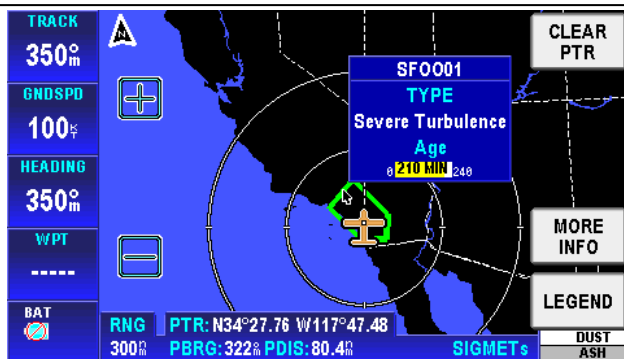 TRACK
350°m
GNDSPD
100KT
HEADING
350°m
WPT
-----
BAT
N
SFOO01
TYPE
Severe Turbulence
Age
0 210 MIN 240
CLEAR
PTR
MORE
INFO
LEGEND
DUST
ASH
RNG
300nm
PTR: N34°27.76 W117°47.48
PBRG: 322°m PDIS: 80.4nm
SIGMETs